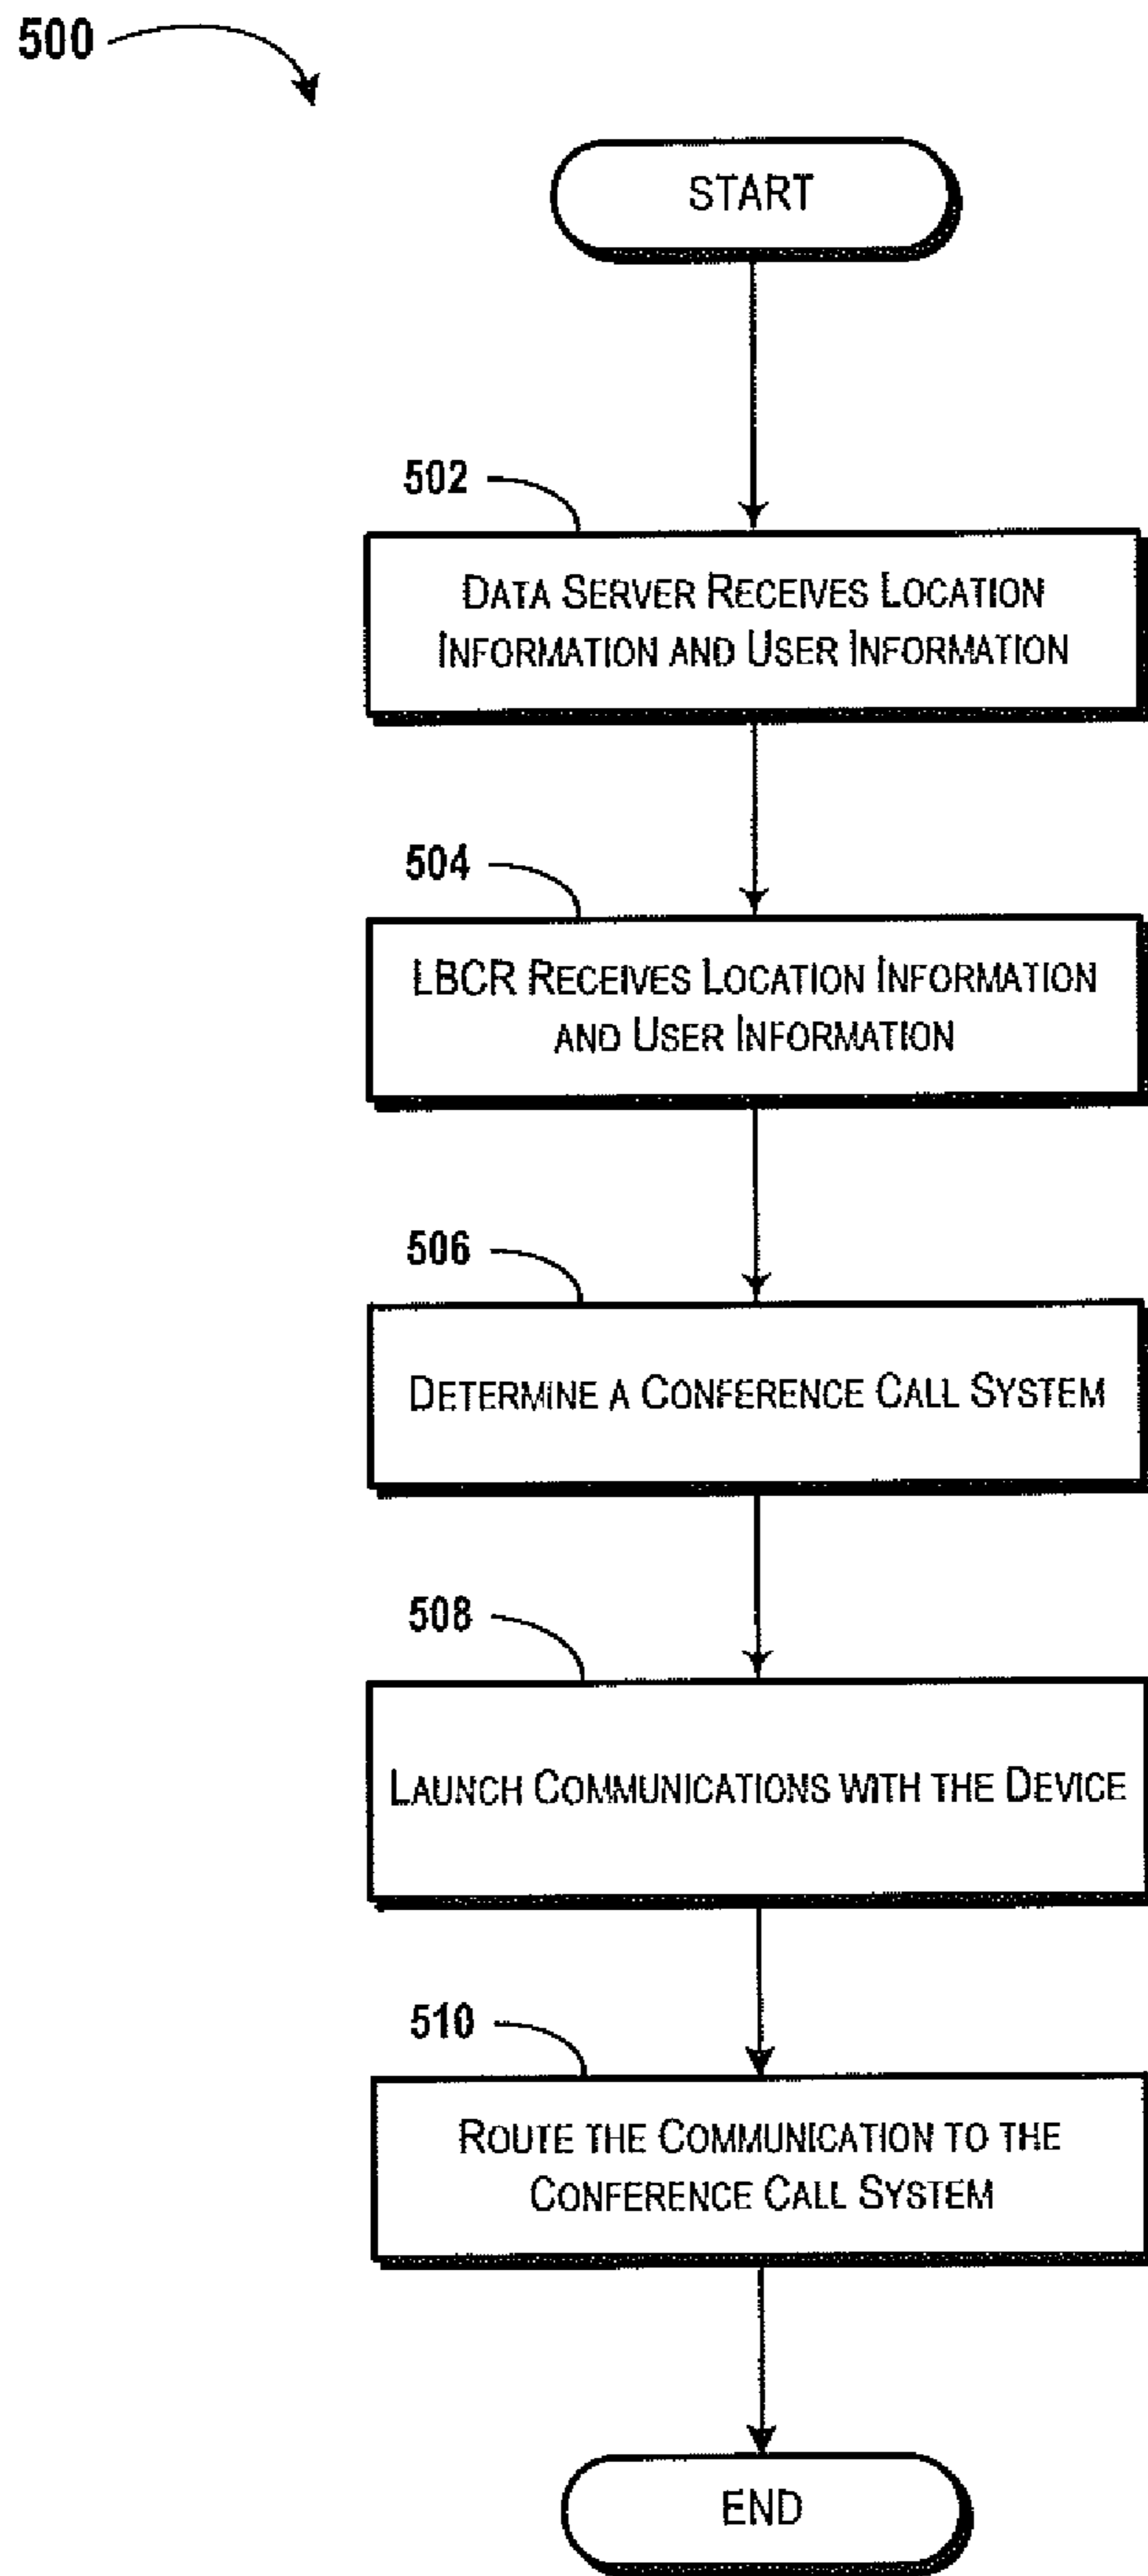 500
START
502
DATA SERVER RECEIVES LOCATION
INFORMATION AND USER INFORMATION
504
LBCR RECEIVES LOCATION INFORMATION
AND USER INFORMATION
506
DETERMINE A CONFERENCE CALL SYSTEM
508
LAUNCH COMMUNICATIONS WITH THE DEVICE
510
ROUTE THE COMMUNICATION TO THE
CONFERENCE CALL SYSTEM
END